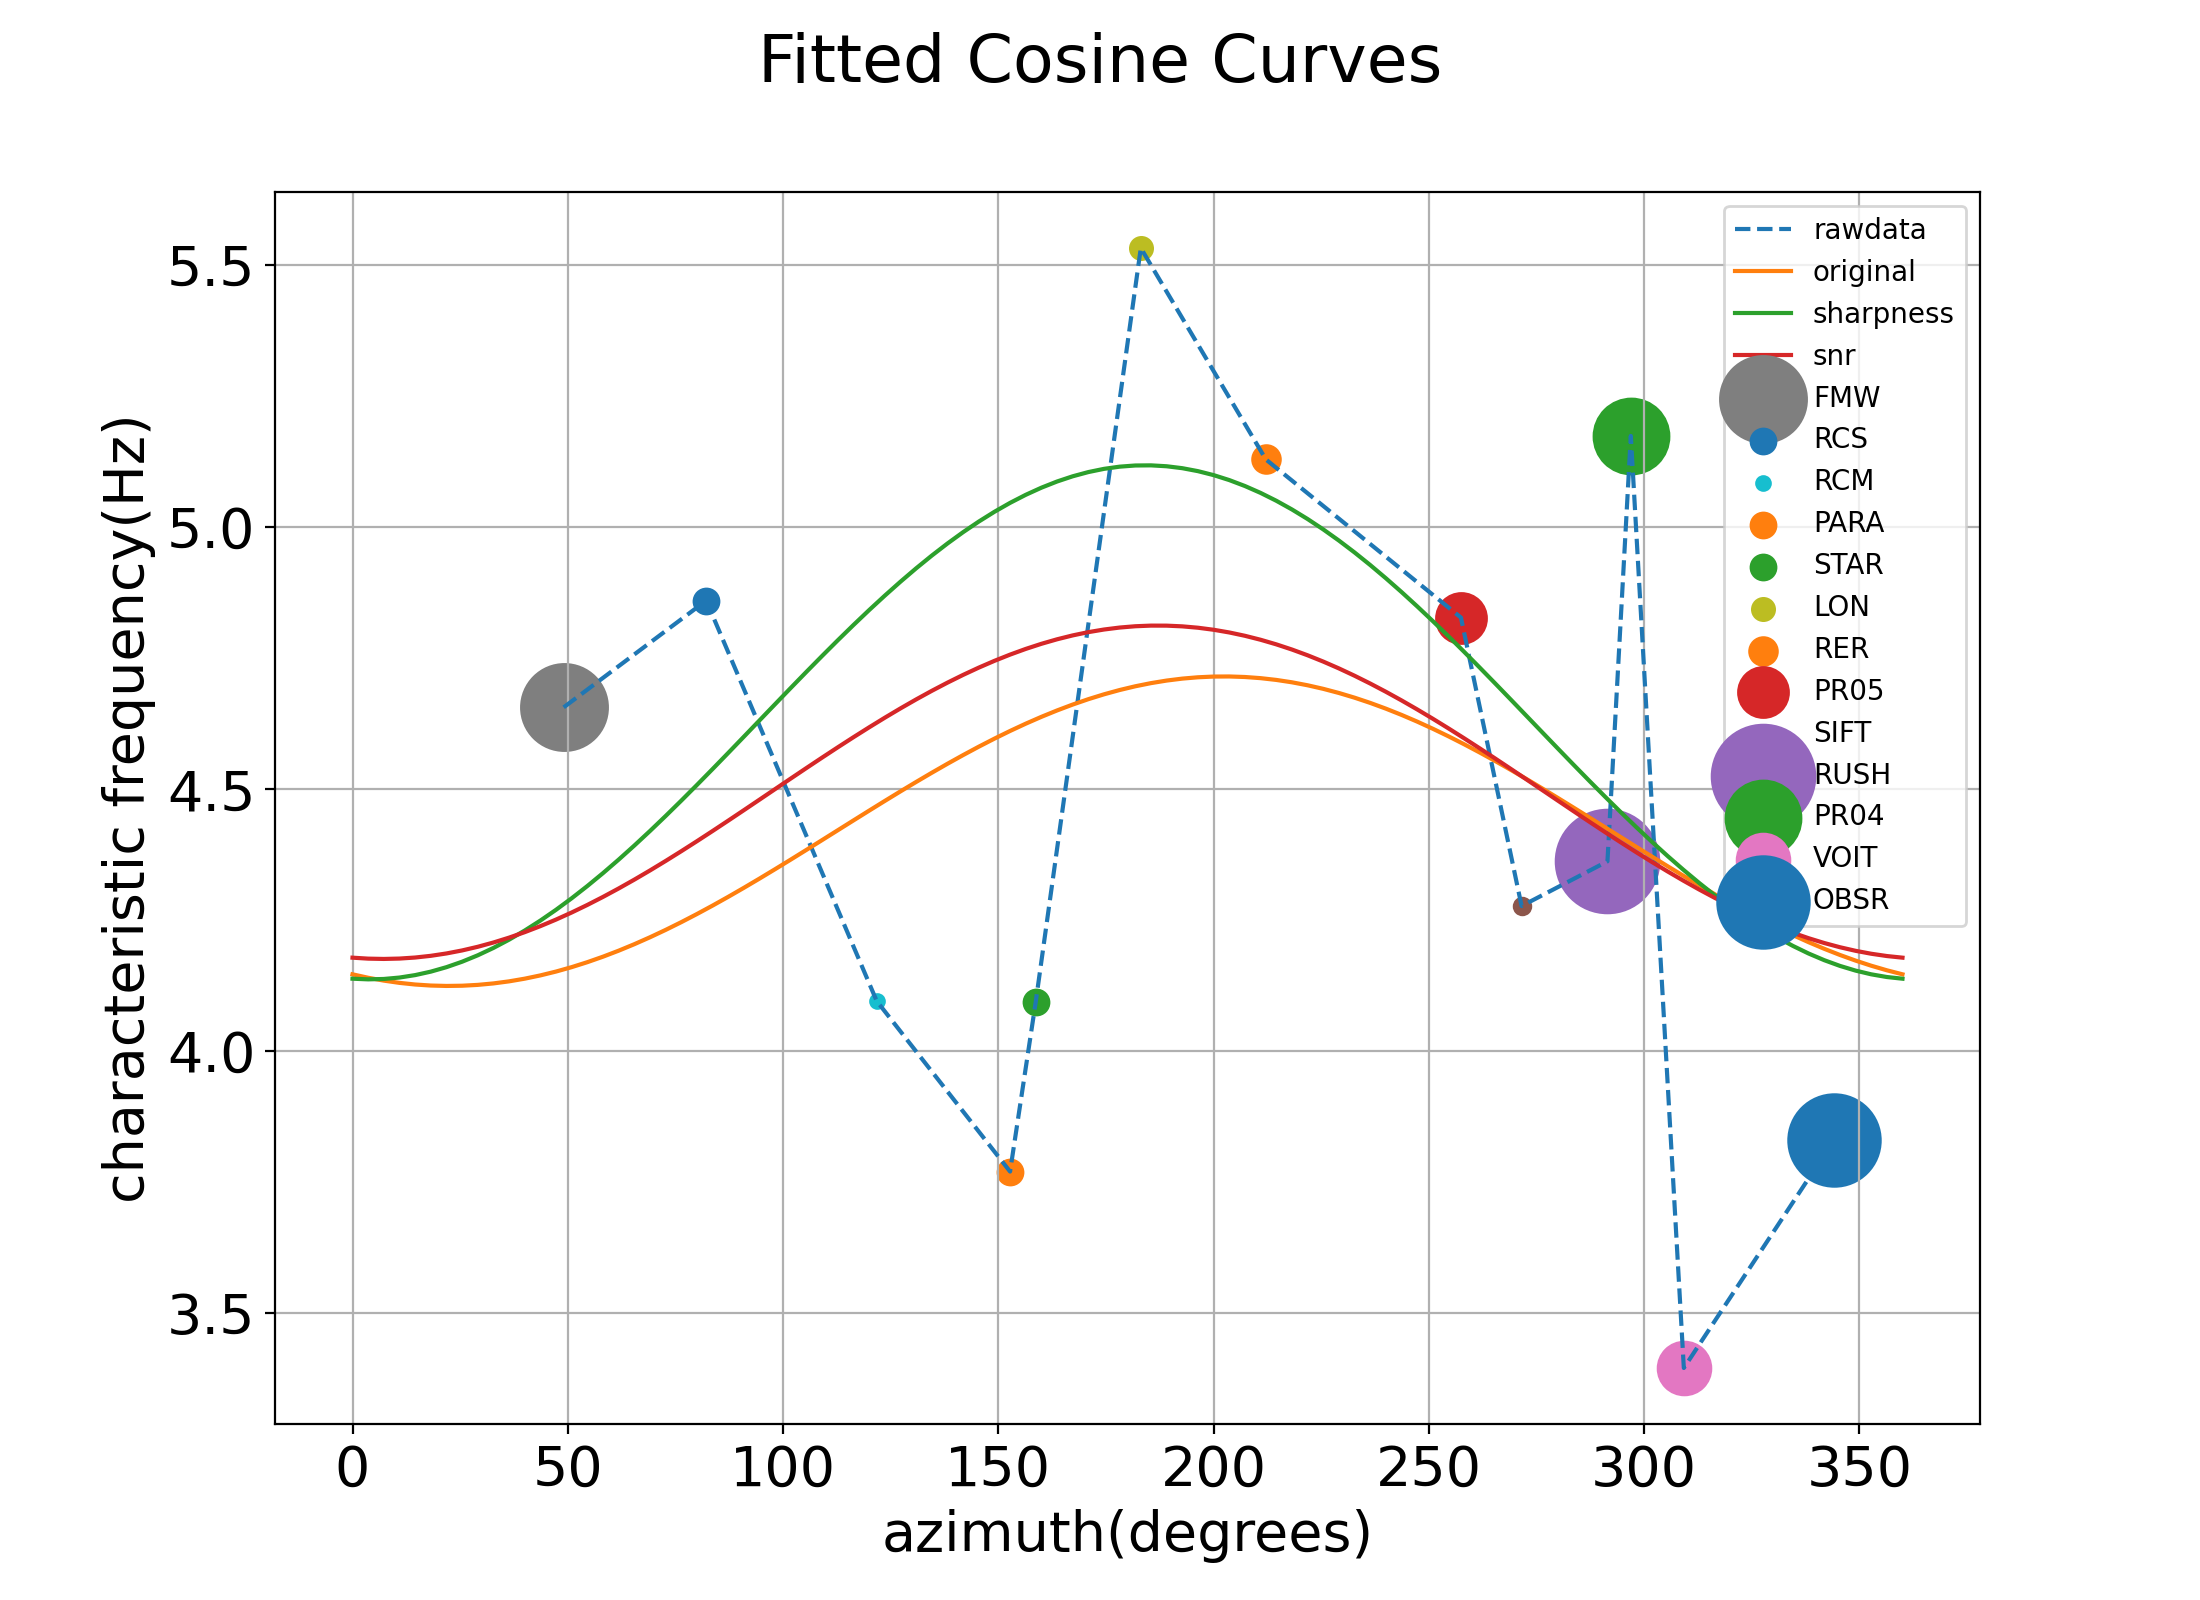 Fitted Cosine Curves
characteristic frequency(Hz)
5.5
5.0
4.5
4.0
3.5
rawdata
original
sharpness
snr
FMW
RCS
RCM
PARA
STAR
LON
RER
PR05
SIFT
RUSH
PR04
VOIT
OBSR
0 50 100 150 200 250 300 350
azimuth(degrees)